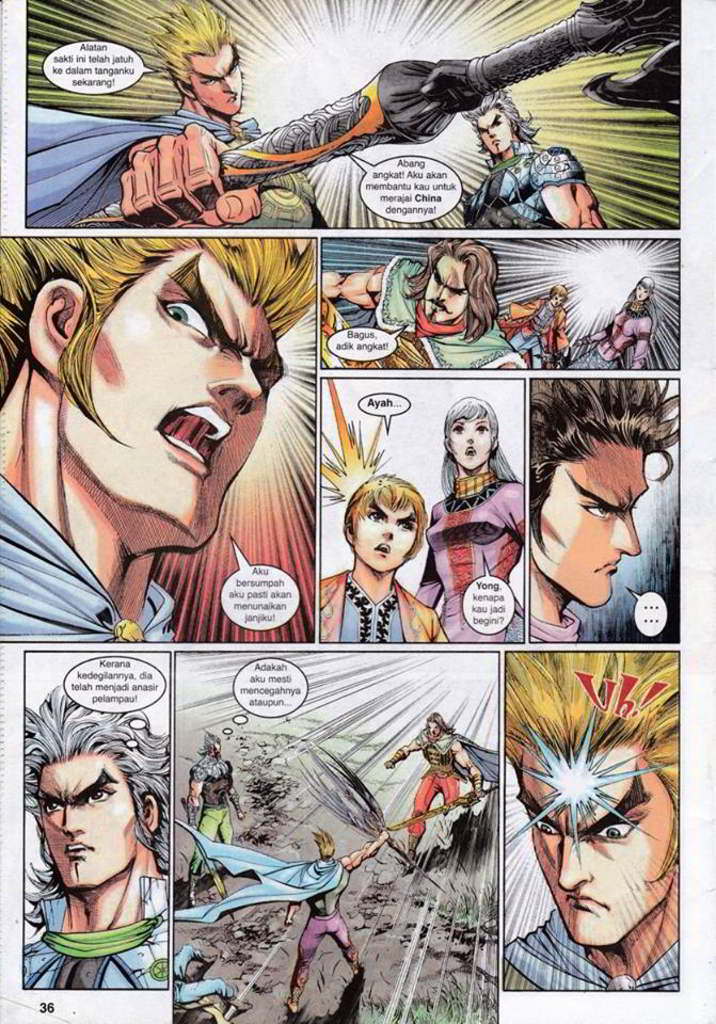 Alatan
sakti ini telah jatuh
ke dalam tanganku
sekarang!
Abang
angkat! Aku akan
membantu kau untuk
merajai China
dengannya!
Bagus,
adik angkat!
Aku
bersumpah
aku pasti akan
menunaikan
janjiku!
Ayah...
Yong,
kenapa
kau jadi
begini?
...
...
Kerana
kedegilannya, dia
telah menjadi anasir
pelampau!
Adakah
aku mesti
mencegahnya
ataupun...
Uh!
36